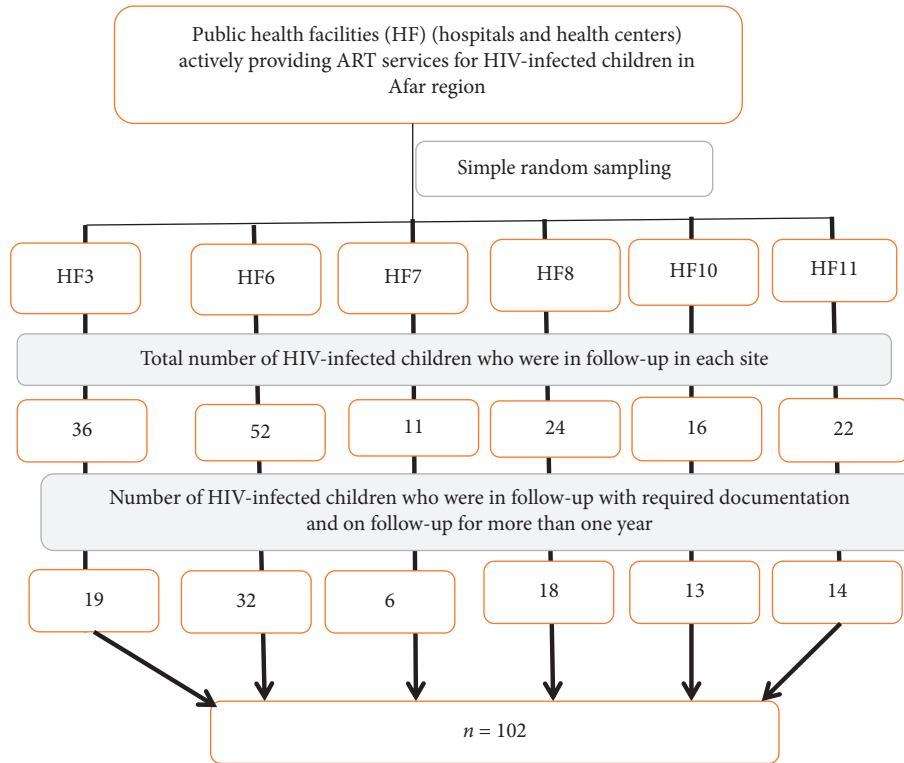 Public health facilities (HF) (hospitals and health centers)
actively providing ART services for HIV-infected children in
Afar region
Simple random sampling
HF3
HF6
HF7
HF8
HF10
HF11
Total number of HIV-infected children who were in follow-up in each site
36
52
11
24
16
22
Number of HIV-infected children who were in follow-up with required documentation
and on follow-up for more than one year
19
32
6
18
13
14
n = 102